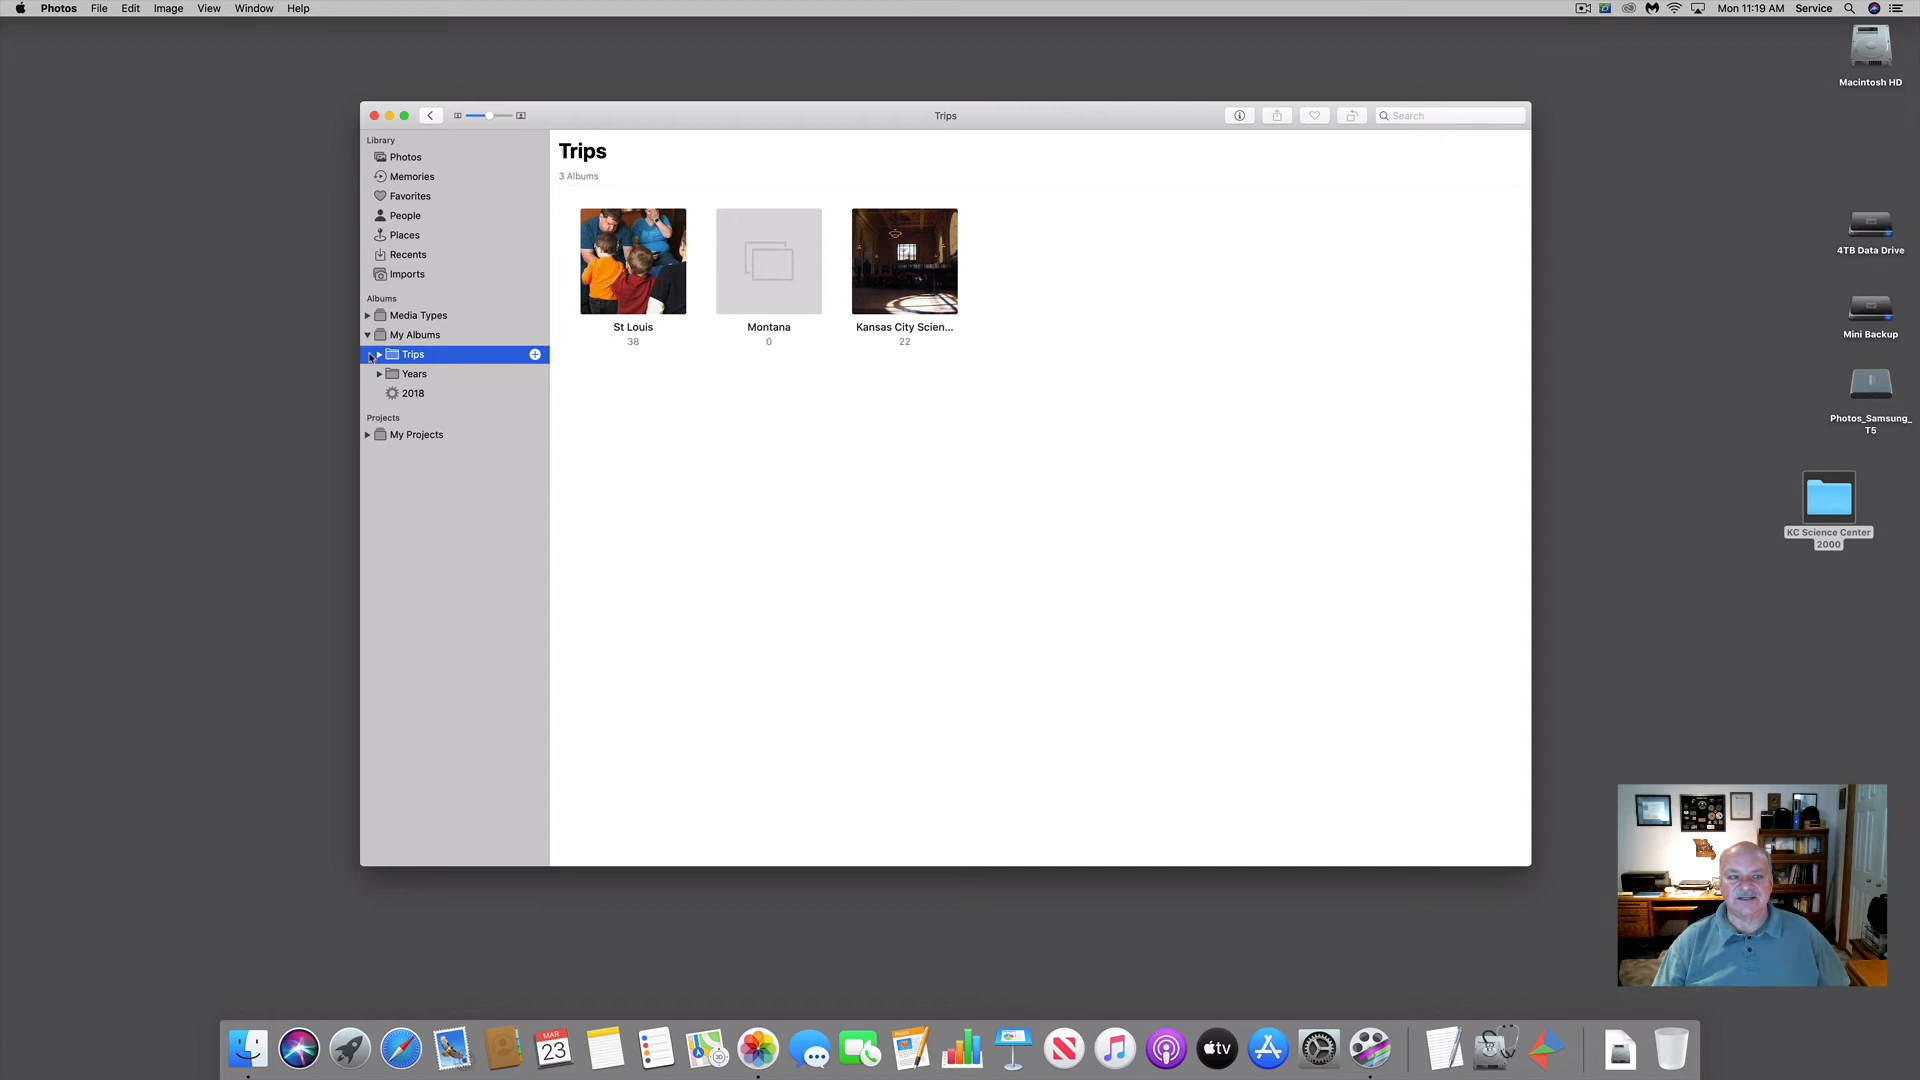 Photos File Edit Image View Window Help
Mon 11:19 AM Service
Macintosh HD
4TB Data Drive
Mini Backup
Photos_Samsung_
T5
KC Science Center
2000
Trips
Search
Library
Photos
Memories
Favorites
People
Places
Recents
Imports
Albums
Media Types
My Albums
Trips
Years
2018
Projects
My Projects
Trips
3 Albums
St Louis
38
Montana
0
Kansas City Scien...
22
MAR
23
3D
PAGES
tv